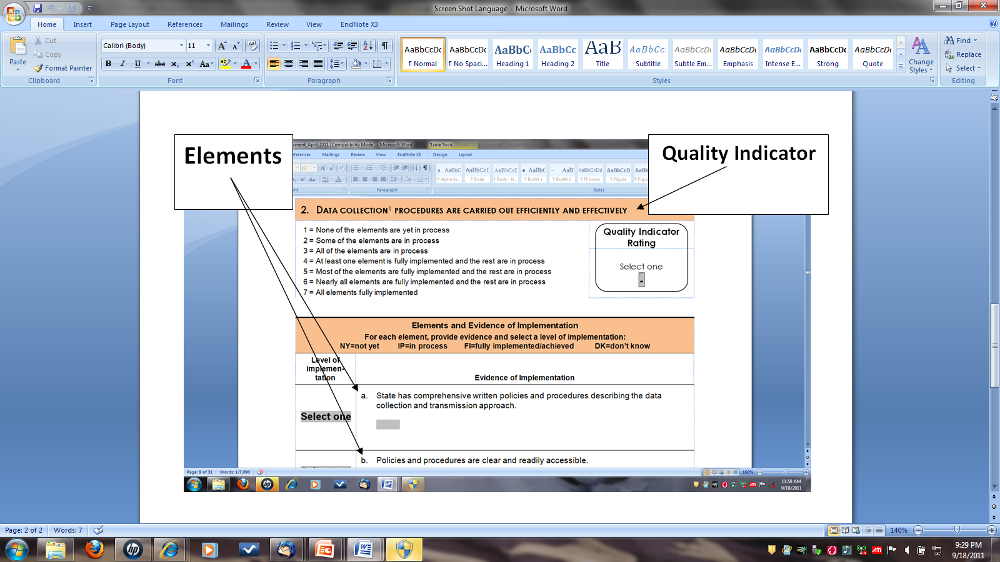 Screen Shot Language - Microsoft Word
Home Insert Page Layout References Mailings Review View EndNote X3
Paste
Cut
Copy
Format Painter
Clipboard
Calibri (Body) 11
B I U abc x₂ x² Aa
Font
Paragraph
AaBbCcDc AaBbCcDc AaBbC AaBbCc AaB AaBbCc. AaBbCcDc AaBbCcDc AaBbCcDc AaBbCcDc AaBbCcDc
¶ Normal ¶ No Spaci... Heading 1 Heading 2 Title Subtitle Subtle Em... Emphasis Intense E... Strong Quote
Change
Styles
Styles
Find
Replace
Select
Editing
Elements
Quality Indicator
sment_April-2011 [Compatibility Mode] - Microsoft Word Table Tools
ferences Mailings Review View EndNote X3 Design Layout
12
a. AaBbC AaBbCcI AaBbCcI AaBbC AaB AaBbCcDd AaBbCcD AaBb
¶ alpha lis... ¶ Body ¶ Body - N... ¶ Bullet 1 ¶ Bullet 2 ¶ FI boxes ¶ Figure ¶ Figure
Paragraph Styles
2. DATA COLLECTION¹ PROCEDURES ARE CARRIED OUT EFFICIENTLY AND EFFECTIVELY
1 = None of the elements are yet in process
2 = Some of the elements are in process
3 = All of the elements are in process
4 = At least one element is fully implemented and the rest are in process
5 = Most of the elements are fully implemented and the rest are in process
6 = Nearly all elements are fully implemented and the rest are in process
7 = All elements fully implemented
Quality Indicator
Rating
Select one
-
Elements and Evidence of Implementation
For each element, provide evidence and select a level of implementation:
NY=not yet IP=in process FI=fully implemented/achieved DK=don't know
Level of
implemen-
tation
Evidence of Implementation
Select one
a. State has comprehensive written policies and procedures describing the data
collection and transmission approach.
b. Policies and procedures are clear and readily accessible.
Page: 9 of 31 Words: 1/7,090 160%
11:58 AM
9/18/2011
Page: 2 of 2 Words: 7 140%
9:29 PM
9/18/2011